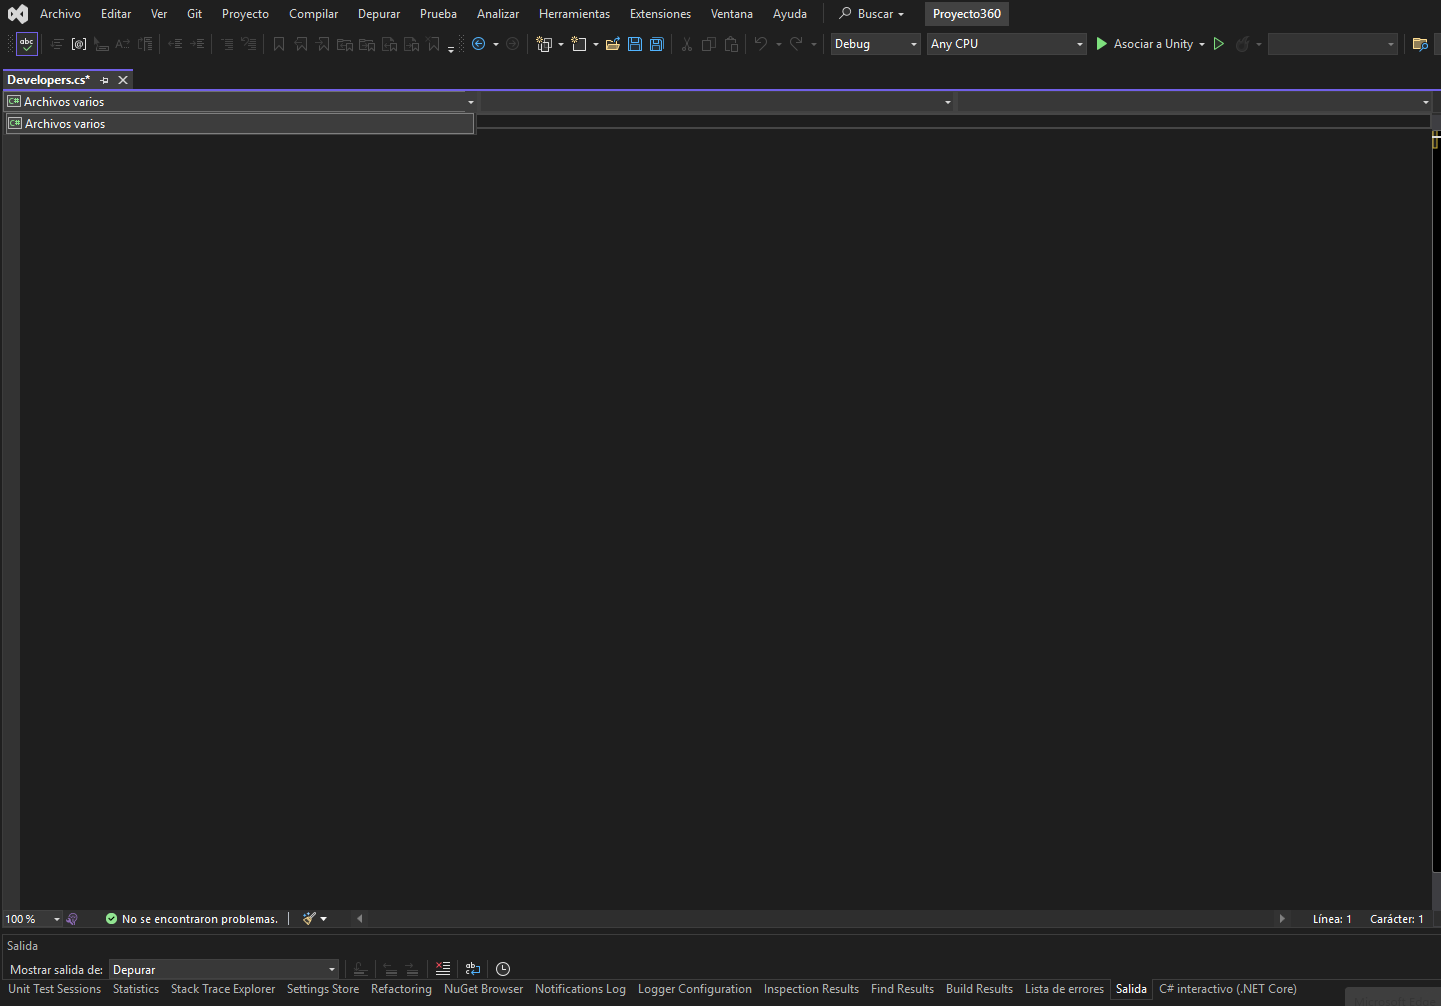 Archivo Editar Ver Git Proyecto Compilar Depurar Prueba Analizar Herramientas Extensiones Ventana Ayuda Buscar Proyecto360
abc [@] Debug Any CPU Asociar a Unity
Developers.cs*
C# Archivos varios
C# Archivos varios
100 % No se encontraron problemas. Línea: 1 Carácter: 1
Salida
Mostrar salida de: Depurar
Unit Test Sessions Statistics Stack Trace Explorer Settings Store Refactoring NuGet Browser Notifications Log Logger Configuration Inspection Results Find Results Build Results Lista de errores Salida C# interactivo (.NET Core)